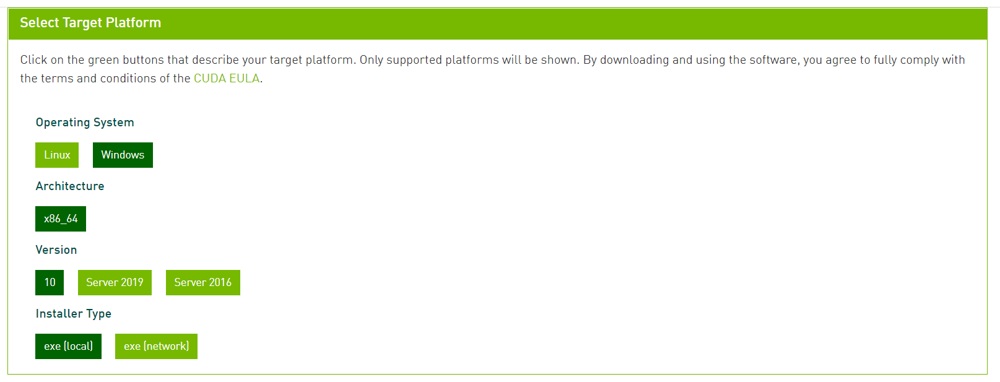 Select Target Platform
Click on the green buttons that describe your target platform. Only supported platforms will be shown. By downloading and using the software, you agree to fully comply with
the terms and conditions of the CUDA EULA.
Operating System
Linux Windows
Architecture
x86_64
Version
10 Server 2019 Server 2016
Installer Type
exe (local) exe (network)